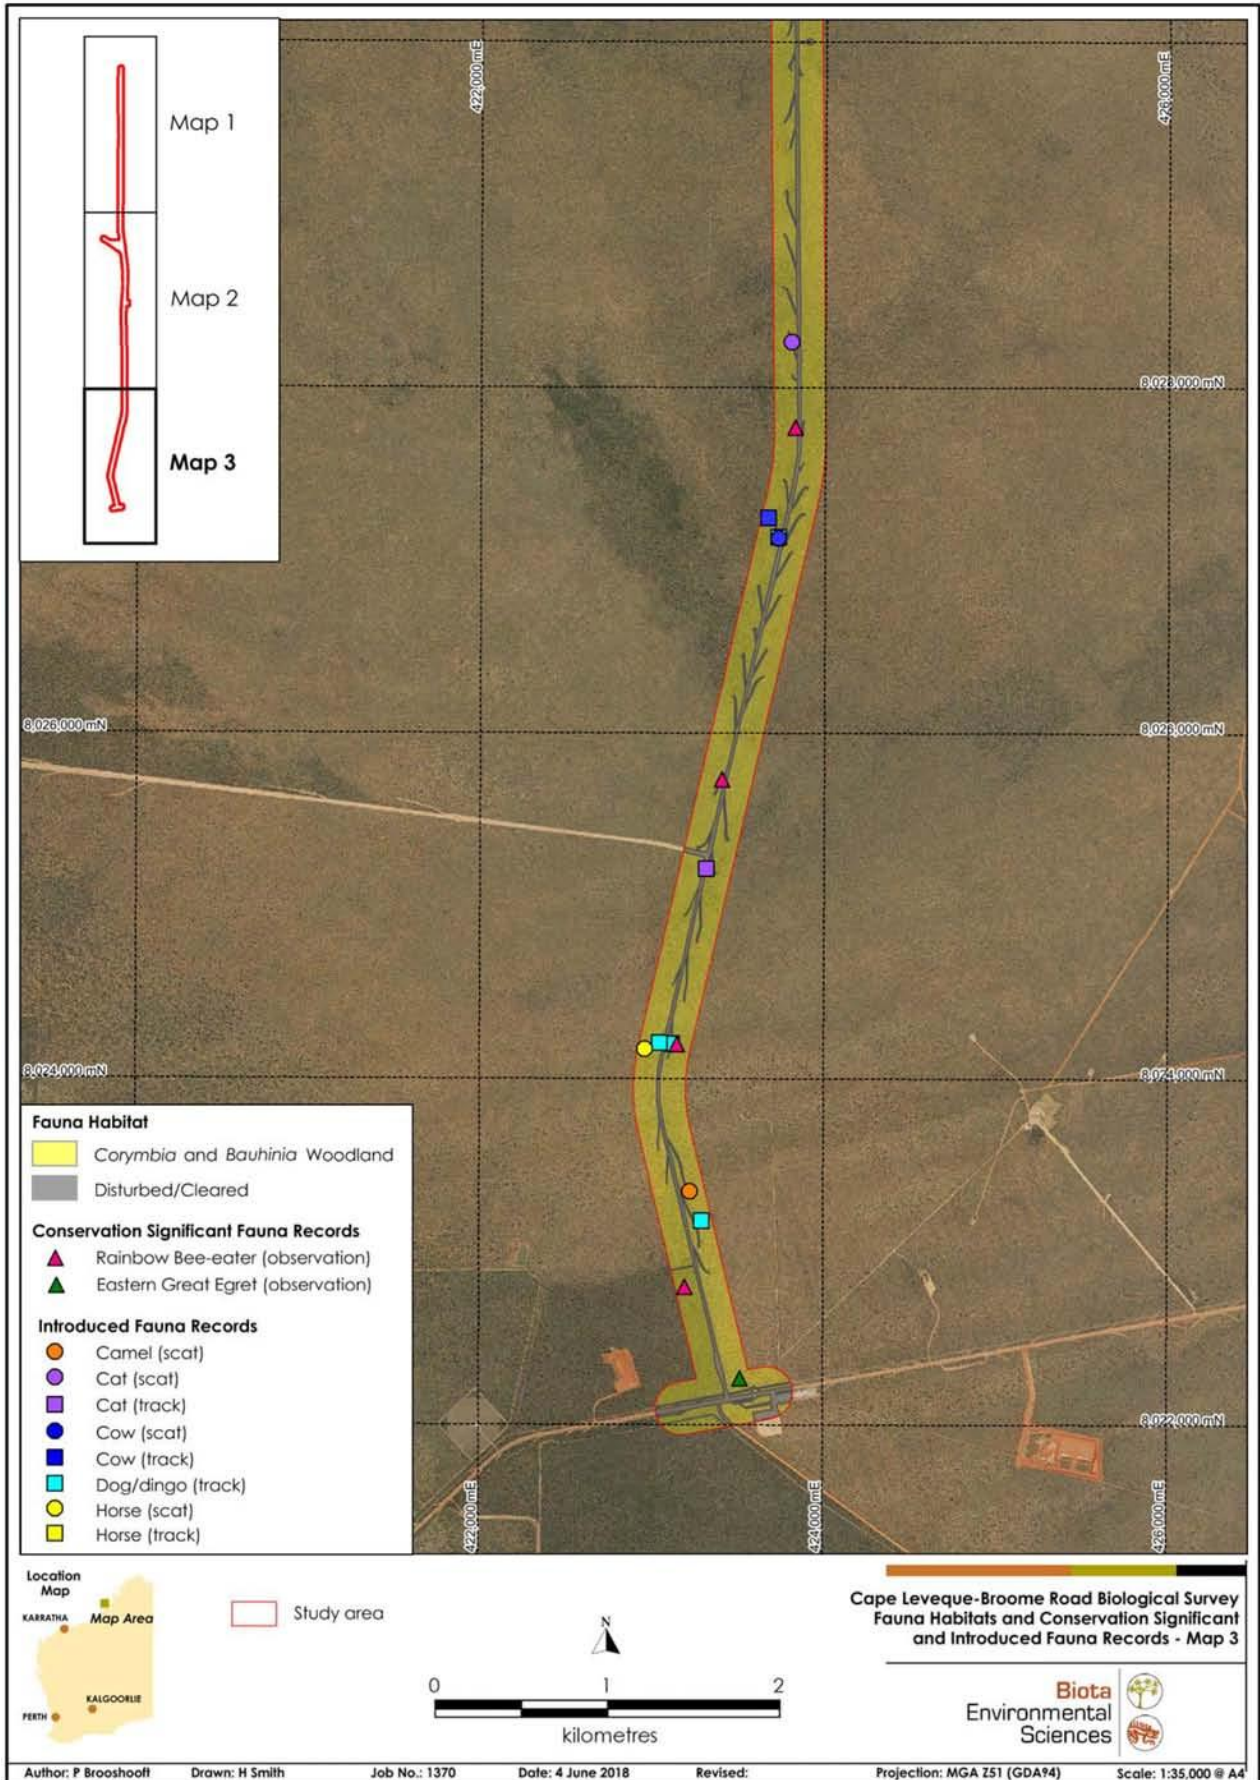 Map 1
Map 2
Map 3
422,000 mE
426,000 mE
8,028,000 mN
8,026,000 mN
8,026,000 mN
8,024,000 mN
8,024,000 mN
8,022,000 mN
422,000 mE
424,000 mE
426,000 mE
Fauna Habitat
Corymbia and Bauhinia Woodland
Disturbed/Cleared
Conservation Significant Fauna Records
Rainbow Bee-eater (observation)
Eastern Great Egret (observation)
Introduced Fauna Records
Camel (scat)
Cat (scat)
Cat (track)
Cow (scat)
Cow (track)
Dog/dingo (track)
Horse (scat)
Horse (track)
Location
Map
KARRATHA
Map Area
KALGOORLIE
PERTH
Study area
N
0 1 2
kilometres
Cape Leveque-Broome Road Biological Survey
Fauna Habitats and Conservation Significant
and Introduced Fauna Records - Map 3
Biota
Environmental
Sciences
Author: P Brooshooft Drawn: H Smith Job No.: 1370 Date: 4 June 2018 Revised: Projection: MGA Z51 (GDA94) Scale: 1:35,000 @ A4